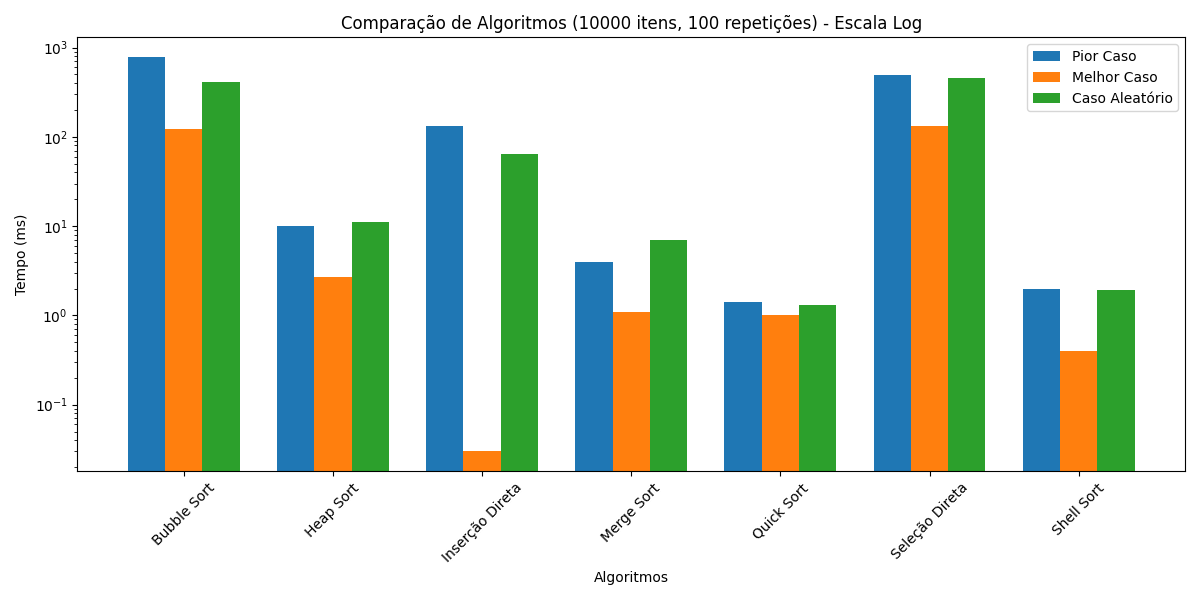 Comparação de Algoritmos (10000 itens, 100 repetições) - Escala Log
Pior Caso
Melhor Caso
Caso Aleatório
Tempo (ms)
10³
10²
10¹
10⁰
10⁻¹
Bubble Sort
Heap Sort
Inserção Direta
Merge Sort
Quick Sort
Seleção Direta
Shell Sort
Algoritmos